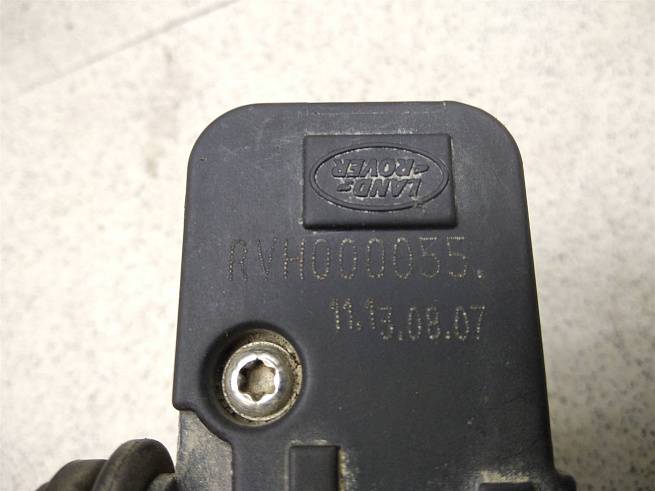 LAND-
-ROVER
RVH000055.
11.13.08.07